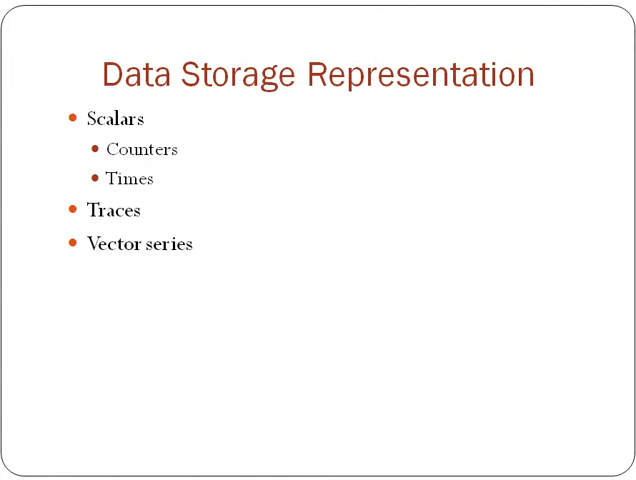 Data Storage Representation
Scalars
Counters
Times
Traces
Vector series